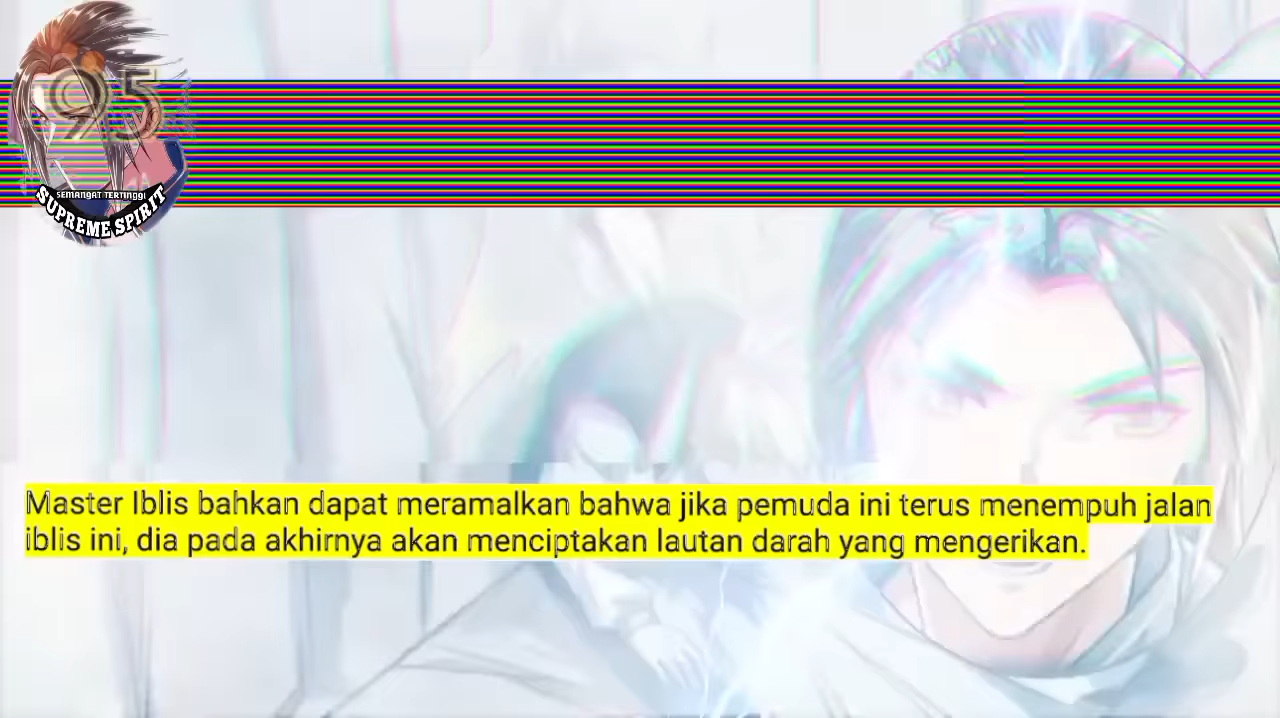 95
SEMANGAT TERTINGGI
SUPREME SPIRIT
Master Iblis bahkan dapat meramalkan bahwa jika pemuda ini terus menempuh jalan
iblis ini, dia pada akhirnya akan menciptakan lautan darah yang mengerikan.